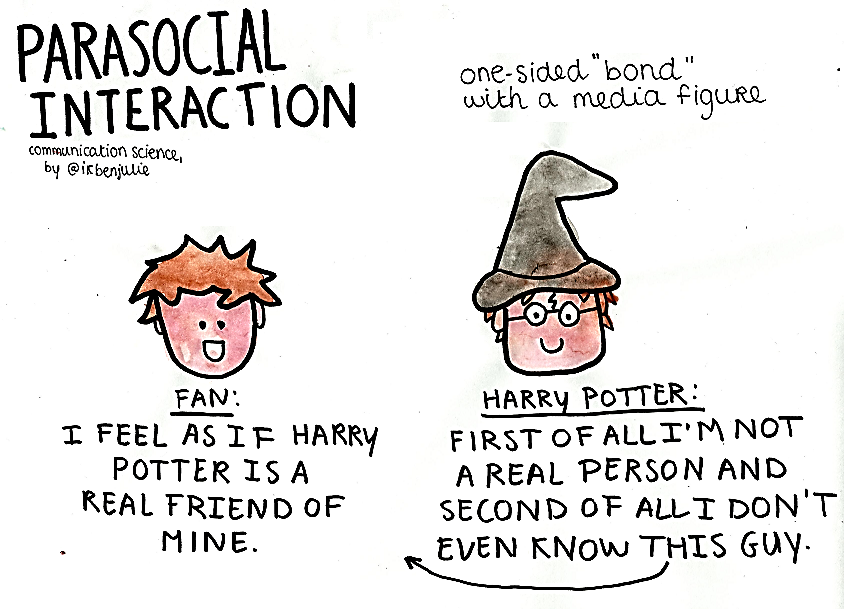 PARASOCIAL
INTERACTION
communication science,
by @ikbenjulie
one-sided "bond"
with a media figure
FAN:
I FEEL AS IF HARRY
POTTER IS A
REAL FRIEND OF
MINE.
HARRY POTTER:
FIRST OF ALL I'M NOT
A REAL PERSON AND
SECOND OF ALL I DON'T
EVEN KNOW THIS GUY.